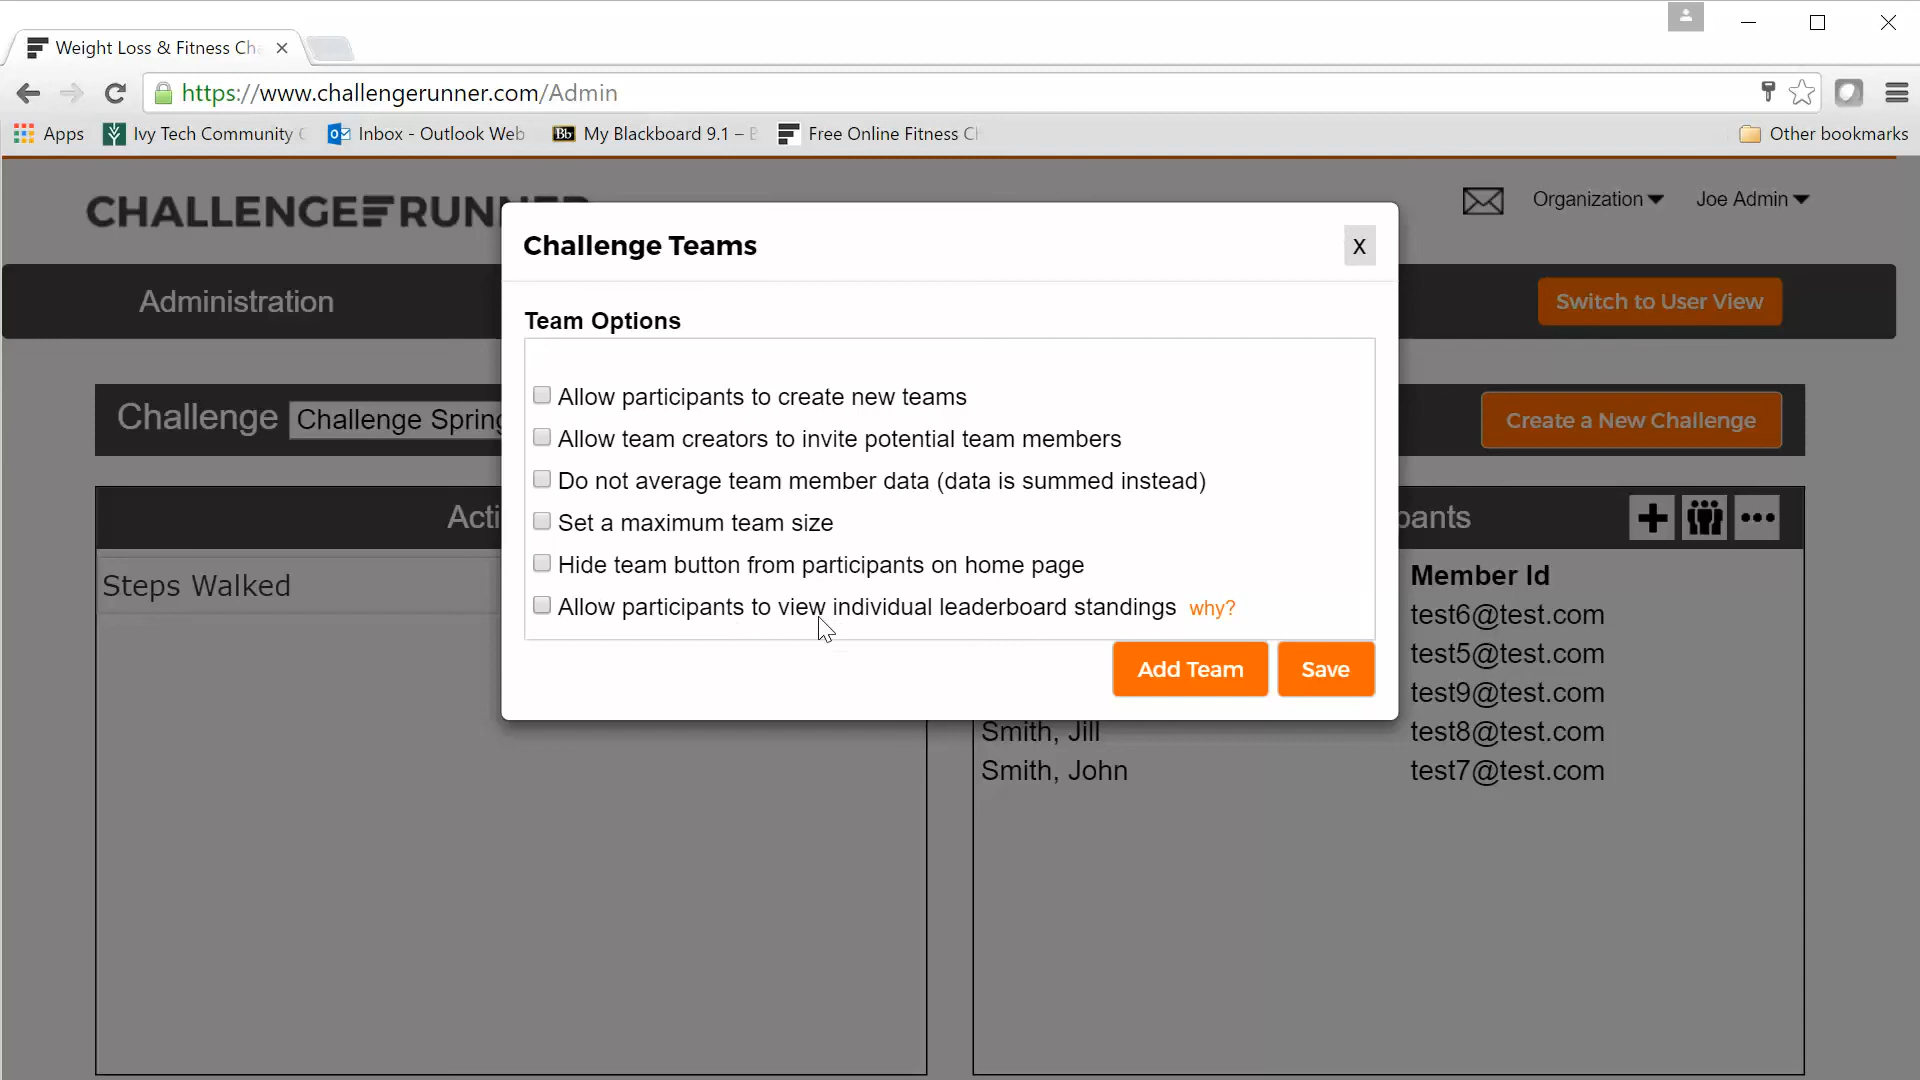 Weight Loss & Fitness Cha
https://www.challengerunner.com/Admin
Apps Ivy Tech Community C Inbox - Outlook Web Bb My Blackboard 9.1 – B Free Online Fitness Ch Other bookmarks
CHALLENGE RUNNER Organization Joe Admin
Administration Switch to User View
Challenge Challenge Spring Create a New Challenge
Challenge Teams X
Team Options
Allow participants to create new teams
Allow team creators to invite potential team members
Do not average team member data (data is summed instead)
Set a maximum team size
Hide team button from participants on home page
Allow participants to view individual leaderboard standings why?
Add Team Save
Acti pants
Steps Walked Member Id
test6@test.com
test5@test.com
test9@test.com
Smith, Jill test8@test.com
Smith, John test7@test.com